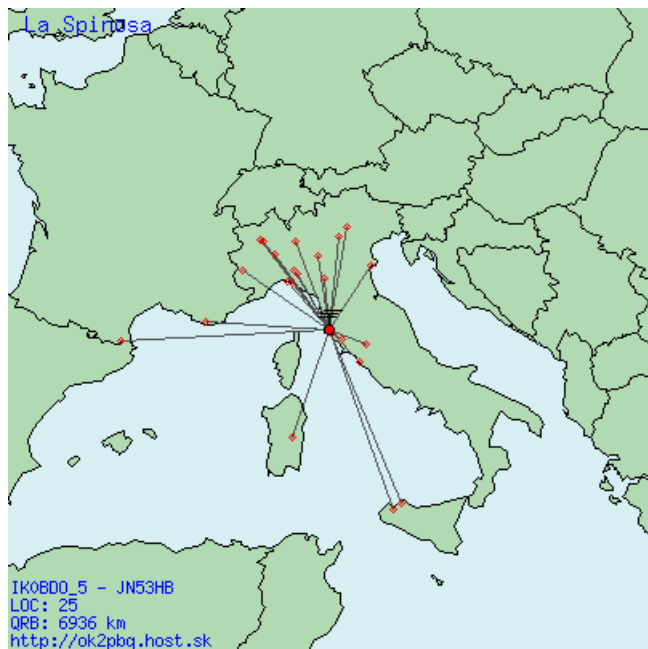 La Spinosa
IK0BDO_5 - JN53HB
LOC: 25
QRB: 6936 km
http://ok2pbq.host.sk